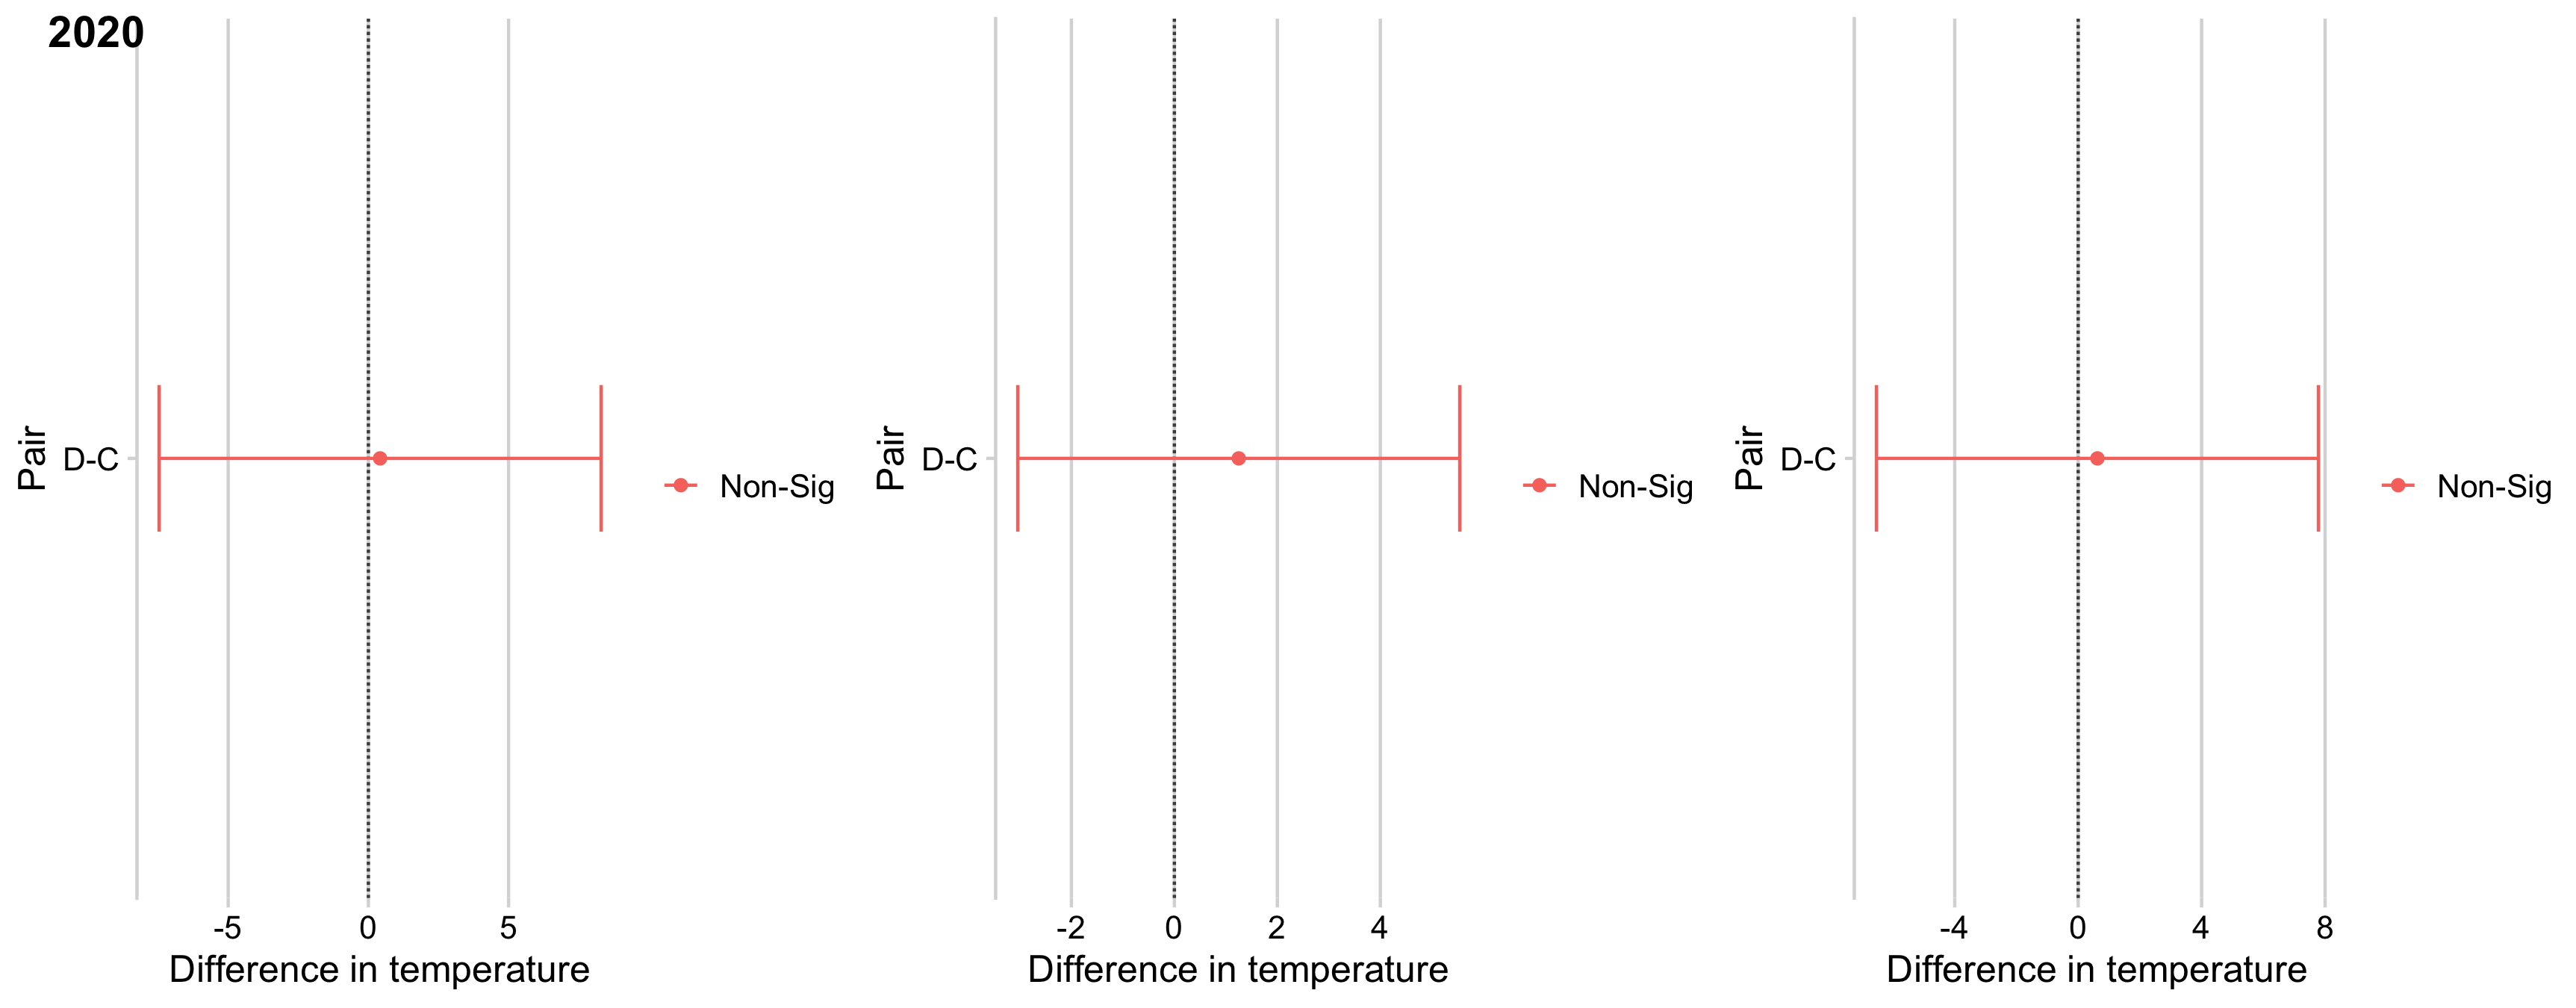 2020
Pair
D-C
Non-Sig
-5 0 5
Difference in temperature
Pair
D-C
Non-Sig
-2 0 2 4
Difference in temperature
Pair
D-C
Non-Sig
-4 0 4 8
Difference in temperature